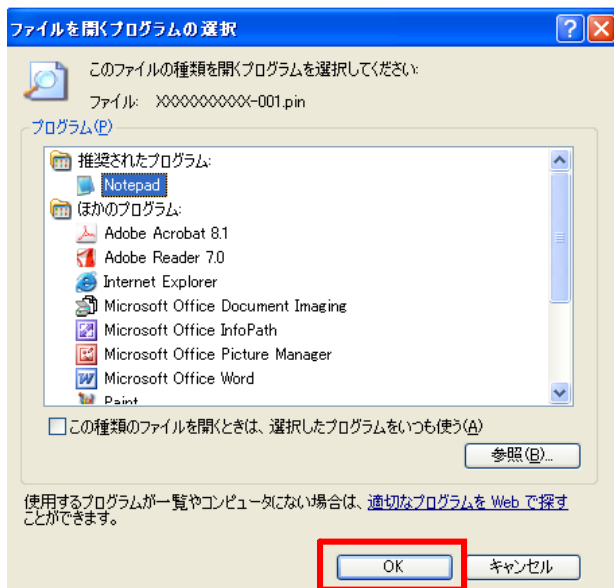 ファイルを開くプログラムの選択
このファイルの種類を開くプログラムを選択してください:
ファイル: XXXXXXXXXXX-001.pin
プログラム(P)
推奨されたプログラム:
Notepad
ほかのプログラム:
Adobe Acrobat 8.1
Adobe Reader 7.0
Internet Explorer
Microsoft Office Document Imaging
Microsoft Office InfoPath
Microsoft Office Picture Manager
Microsoft Office Word
Paint
この種類のファイルを開くときは、選択したプログラムをいつも使う(A)
参照(B)...
使用するプログラムが一覧やコンピュータにない場合は、適切なプログラムを Web で探す
ことができます。
OK
キャンセル